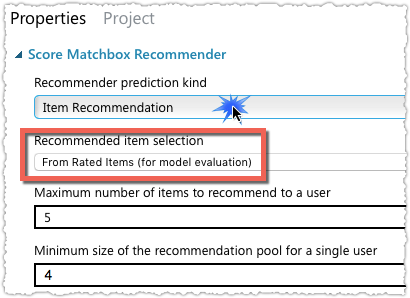 Properties Project
Score Matchbox Recommender
Recommender prediction kind
Item Recommendation
Recommended item selection
From Rated Items (for model evaluation)
Maximum number of items to recommend to a user
5
Minimum size of the recommendation pool for a single user
4